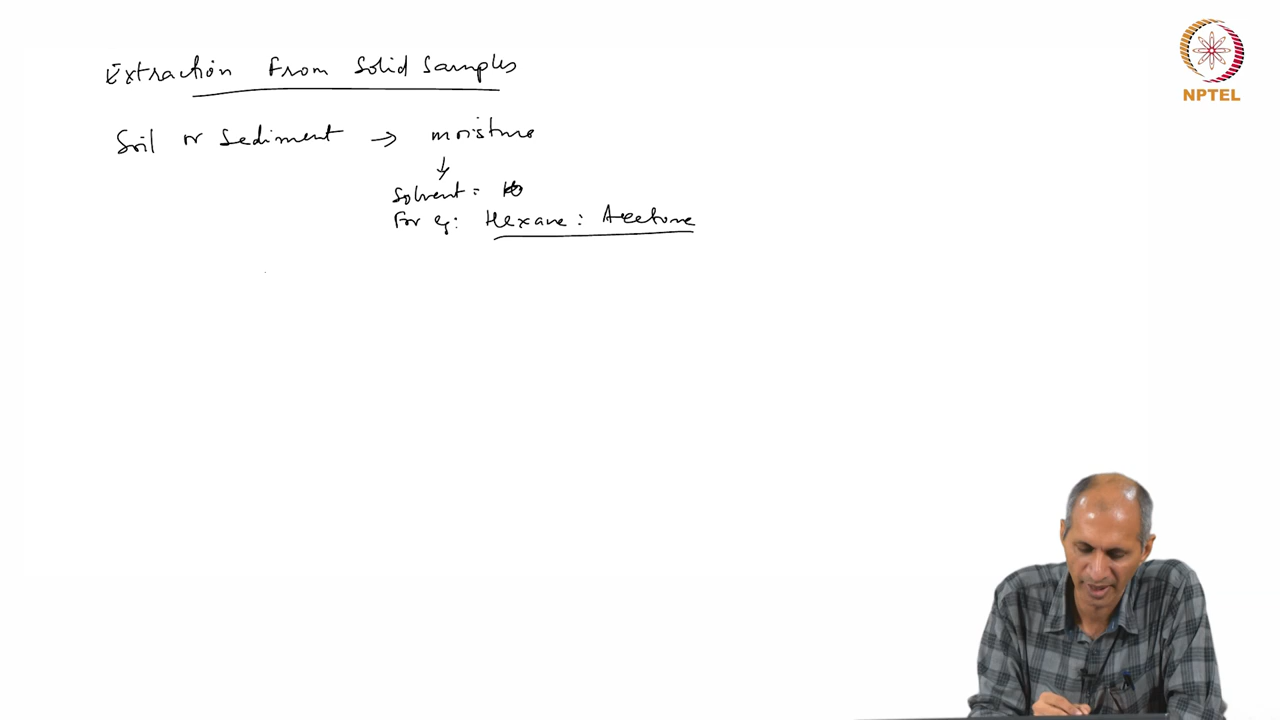 Extraction From Solid Samples
Soil or Sediment → moisture
↓
Solvent :
For eg: Hexane : Acetone
NPTEL